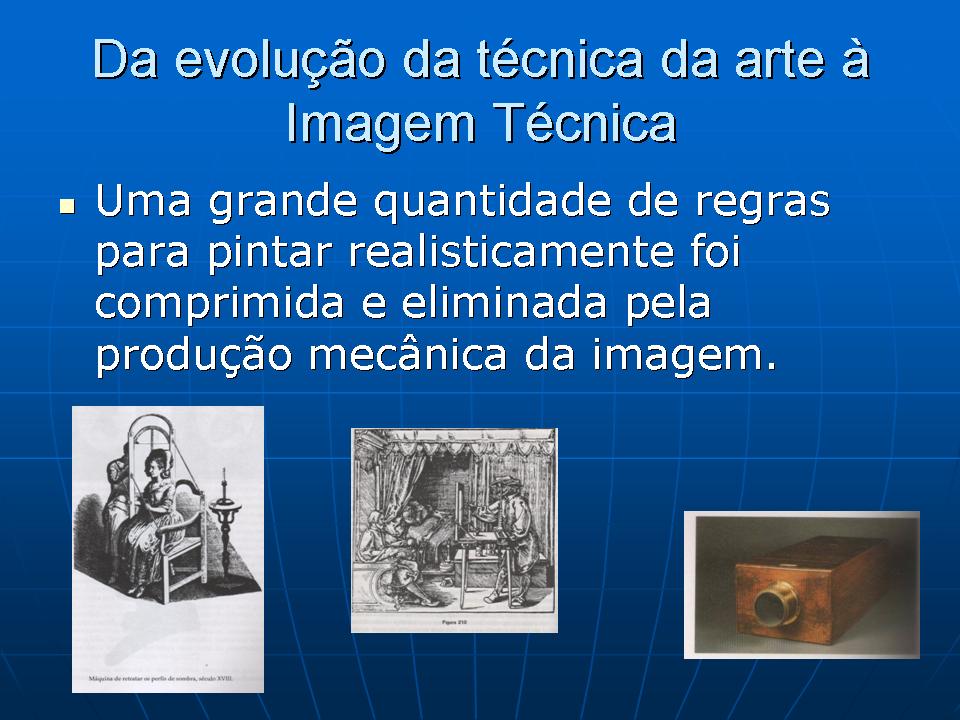 Da evolução da técnica da arte à
Imagem Técnica
Uma grande quantidade de regras
para pintar realisticamente foi
comprimida e eliminada pela
produção mecânica da imagem.
Máquina de retratar os perfis de sombra, século XVIII.
Figura 210